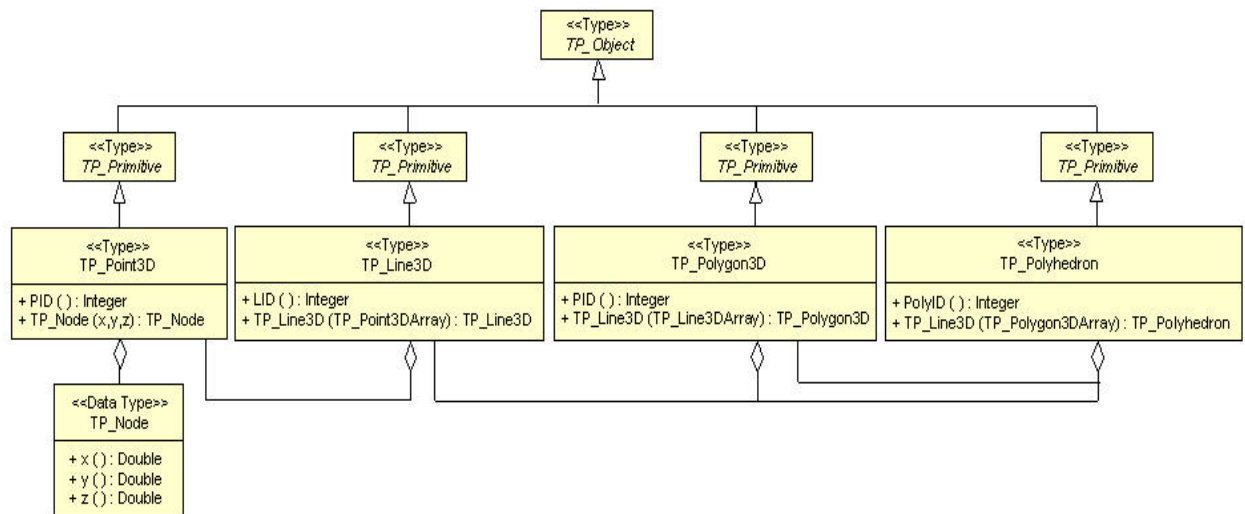 <<Type>>
TP_Object
<<Type>>
TP_Primitive
<<Type>>
TP_Primitive
<<Type>>
TP_Primitive
<<Type>>
TP_Primitive
<<Type>>
TP_Point3D
+ PID ( ) : Integer
+ TP_Node (x,y,z) : TP_Node
<<Type>>
TP_Line3D
+ LID ( ) : Integer
+ TP_Line3D (TP_Point3DArray) : TP_Line3D
<<Type>>
TP_Polygon3D
+ PID ( ) : Integer
+ TP_Line3D (TP_Line3DArray) : TP_Polygon3D
<<Type>>
TP_Polyhedron
+ PolyID ( ) : Integer
+ TP_Line3D (TP_Polygon3DArray) : TP_Polyhedron
<<Data Type>>
TP_Node
+ x ( ) : Double
+ y ( ) : Double
+ z ( ) : Double